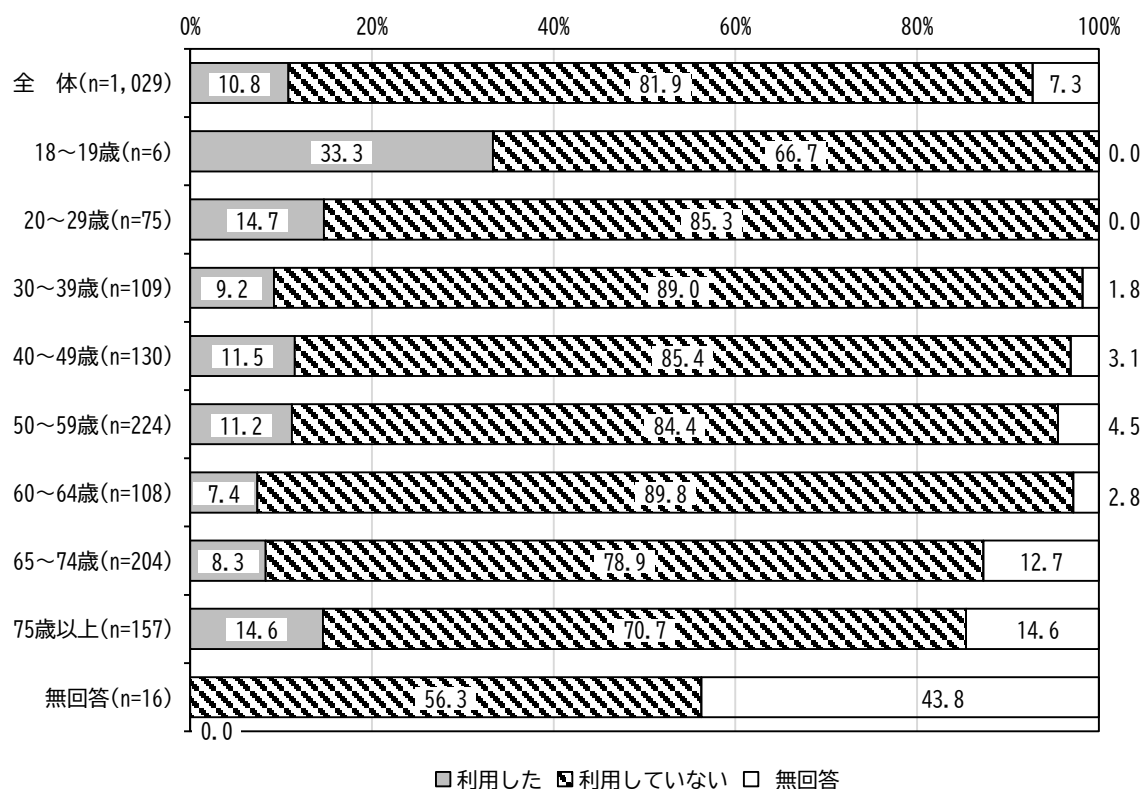 0% 20% 40% 60% 80% 100%
全　体(n=1,029) 10.8 81.9 7.3
18～19歳(n=6) 33.3 66.7 0.0
20～29歳(n=75) 14.7 85.3 0.0
30～39歳(n=109) 9.2 89.0 1.8
40～49歳(n=130) 11.5 85.4 3.1
50～59歳(n=224) 11.2 84.4 4.5
60～64歳(n=108) 7.4 89.8 2.8
65～74歳(n=204) 8.3 78.9 12.7
75歳以上(n=157) 14.6 70.7 14.6
無回答(n=16) 56.3 43.8
0.0
利用した 利用していない 無回答